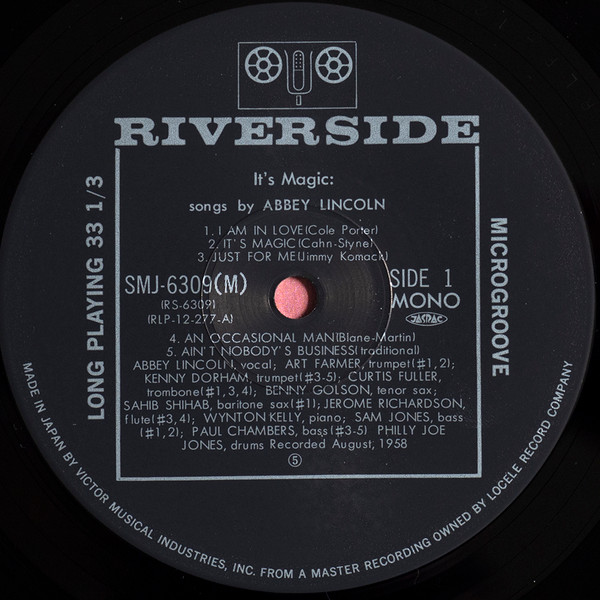 RIVERSIDE
It's Magic:
songs by ABBEY LINCOLN
1. I AM IN LOVE(Cole Porter)
2. IT'S MAGIC(Cahn-Styne)
3. JUST FOR ME(Jimmy Komack)
SMJ-6309(M)
(RS-6309)
(RLP-12-277-A)
SIDE 1
MONO
JASRAC
4. AN OCCASIONAL MAN(Blane-Martin)
5. AIN'T NOBODY'S BUSINESS(traditional)
ABBEY LINCOLN, vocal; ART FARMER, trumpet(#1,2);
KENNY DORHAM, trumpet(#3-5); CURTIS FULLER,
trombone(#1,3,4); BENNY GOLSON, tenor sax;
SAHIB SHIHAB, baritone sax(#1); JEROME RICHARDSON,
flute(#3,4); WYNTON KELLY, piano; SAM JONES, bass
(#1,2); PAUL CHAMBERS, bass(#3-5) PHILLY JOE
JONES, drums Recorded August, 1958
5
LONG PLAYING 33 1/3
MICROGROOVE
MADE IN JAPAN BY VICTOR MUSICAL INDUSTRIES, INC. FROM A MASTER RECORDING OWNED BY LOCELE RECORD COMPANY